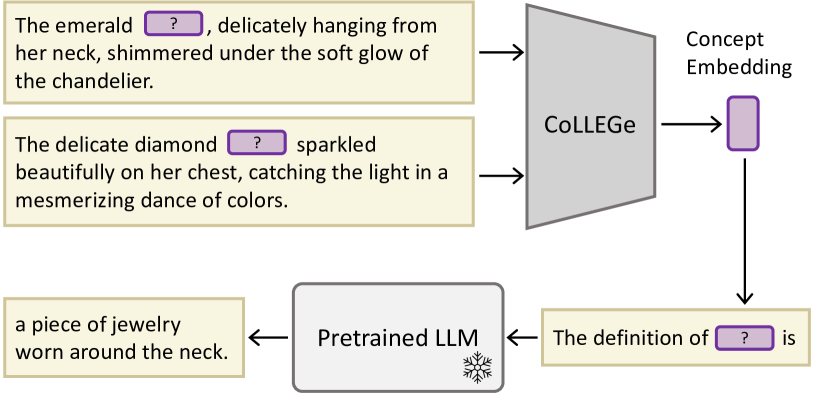 The emerald ? , delicately hanging from
her neck, shimmered under the soft glow of
the chandelier.
The delicate diamond ? sparkled
beautifully on her chest, catching the light in a
mesmerizing dance of colors.
CoLLEGe
Concept
Embedding
The definition of ? is
Pretrained LLM
a piece of jewelry
worn around the neck.